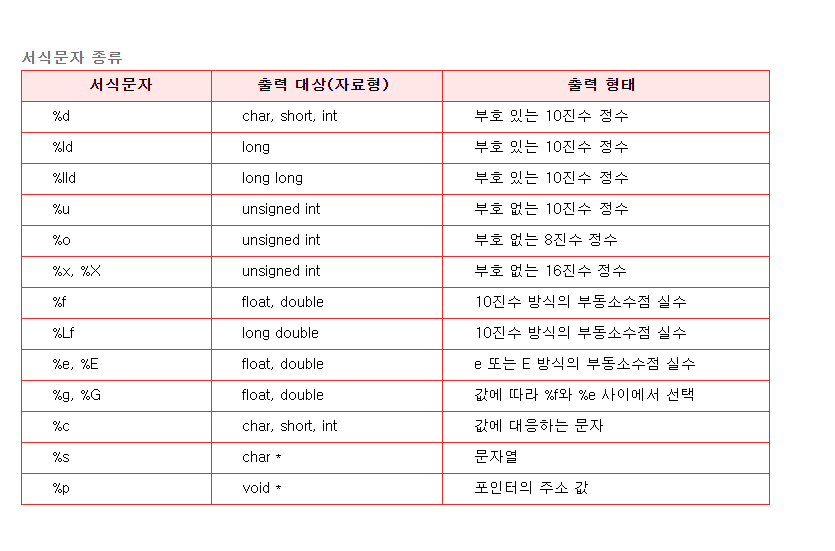 서식문자 종류
서식문자 출력 대상(자료형) 출력 형태
%d char, short, int 부호 있는 10진수 정수
%ld long 부호 있는 10진수 정수
%lld long long 부호 있는 10진수 정수
%u unsigned int 부호 없는 10진수 정수
%o unsigned int 부호 없는 8진수 정수
%x, %X unsigned int 부호 없는 16진수 정수
%f float, double 10진수 방식의 부동소수점 실수
%Lf long double 10진수 방식의 부동소수점 실수
%e, %E float, double e 또는 E 방식의 부동소수점 실수
%g, %G float, double 값에 따라 %f와 %e 사이에서 선택
%c char, short, int 값에 대응하는 문자
%s char * 문자열
%p void * 포인터의 주소 값